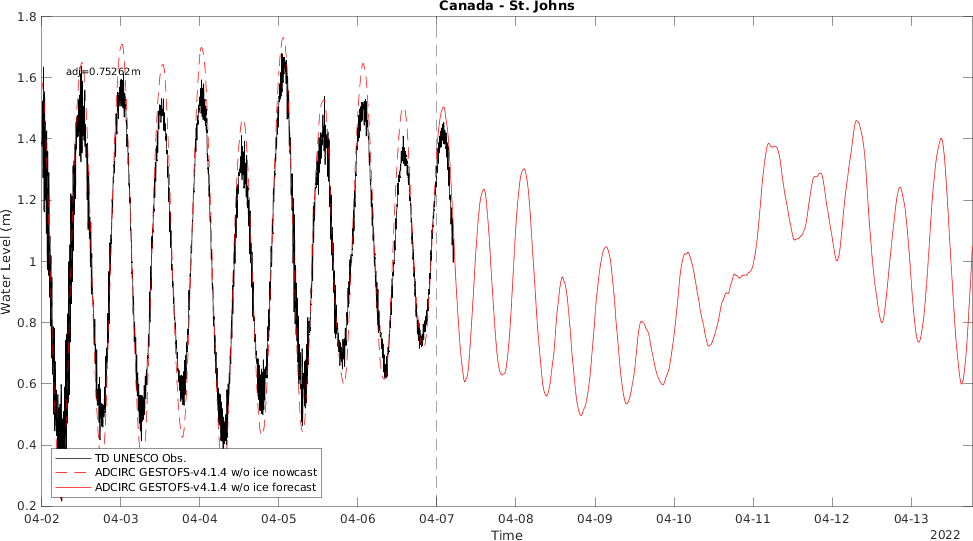 Canada - St. Johns
1.8
1.6
1.4
1.2
1
0.8
0.6
0.4
0.2
Water Level (m)
adj=0.75262m
TD UNESCO Obs.
ADCIRC GESTOFS-v4.1.4 w/o ice nowcast
ADCIRC GESTOFS-v4.1.4 w/o ice forecast
04-02 04-03 04-04 04-05 04-06 04-07 04-08 04-09 04-10 04-11 04-12 04-13
Time
2022